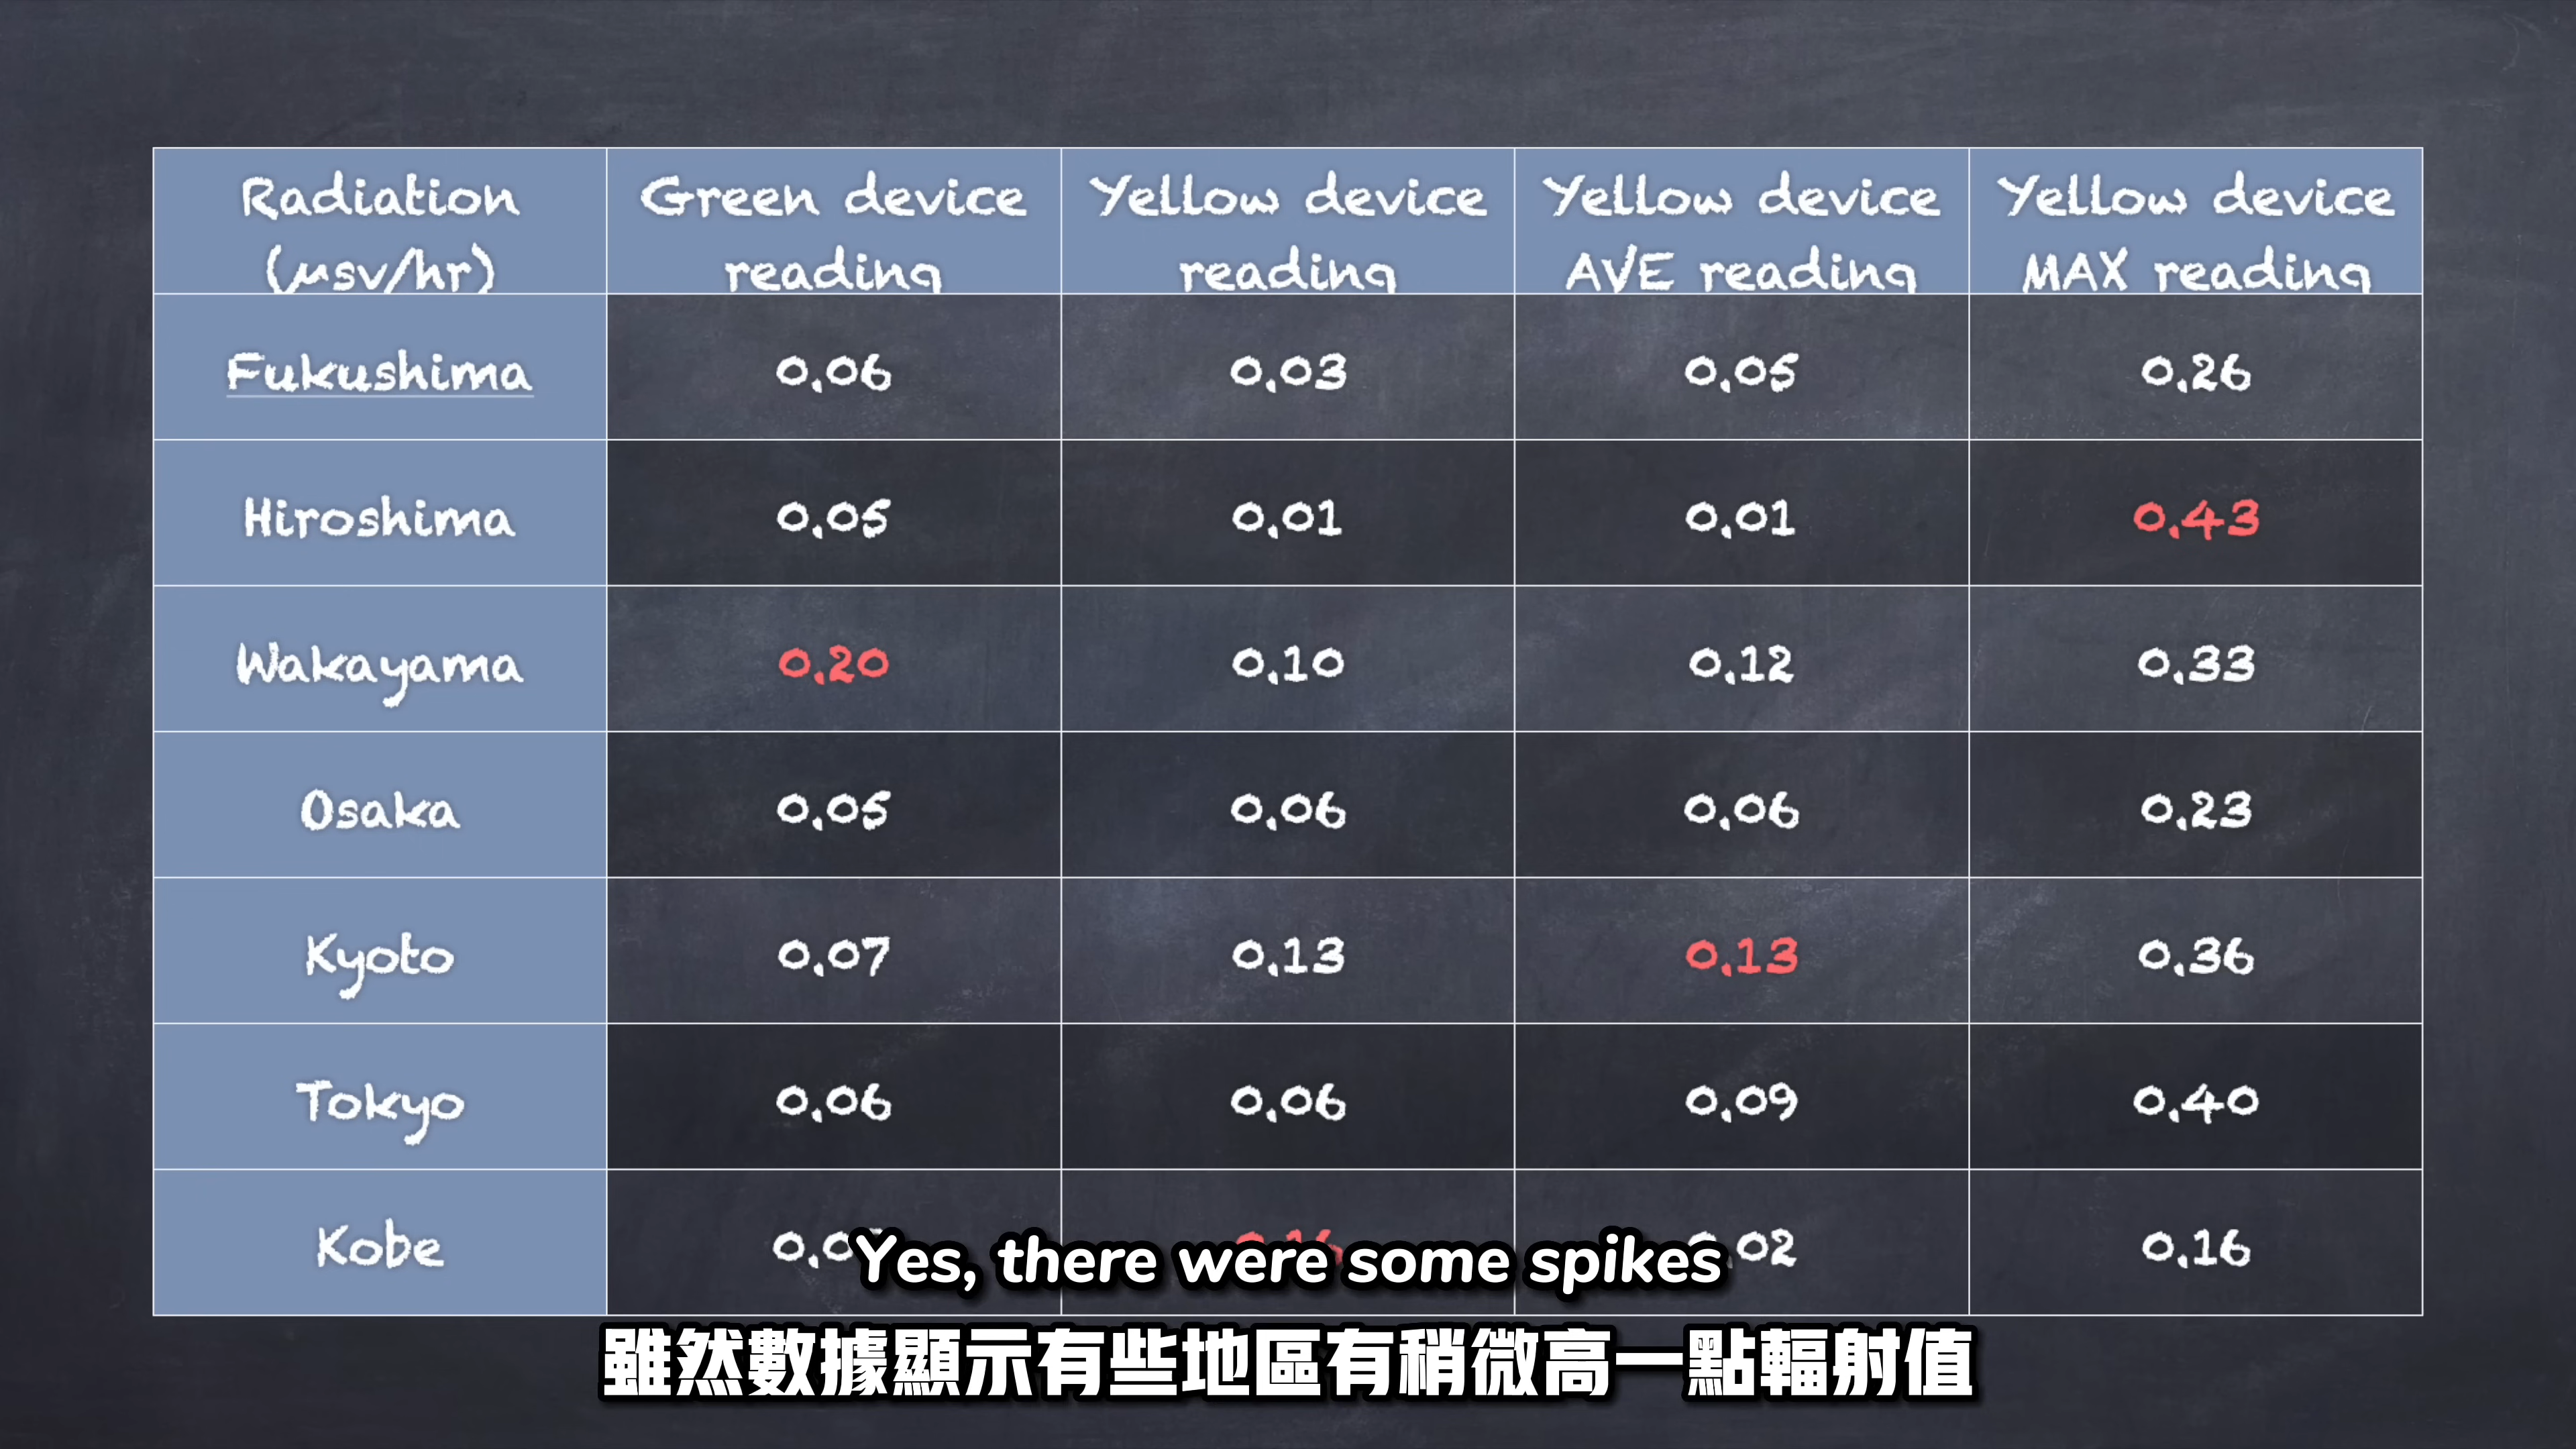 Radiation (μsv/hr) Green device reading Yellow device reading Yellow device AVE reading Yellow device MAX reading
Fukushima 0.06 0.03 0.05 0.26
Hiroshima 0.05 0.01 0.01 0.43
Wakayama 0.20 0.10 0.12 0.33
Osaka 0.05 0.06 0.06 0.23
Kyoto 0.07 0.13 0.13 0.36
Tokyo 0.06 0.06 0.09 0.40
Kobe 0.16
Yes, there were some spikes
雖然數據顯示有些地區有稍微高一點輻射值